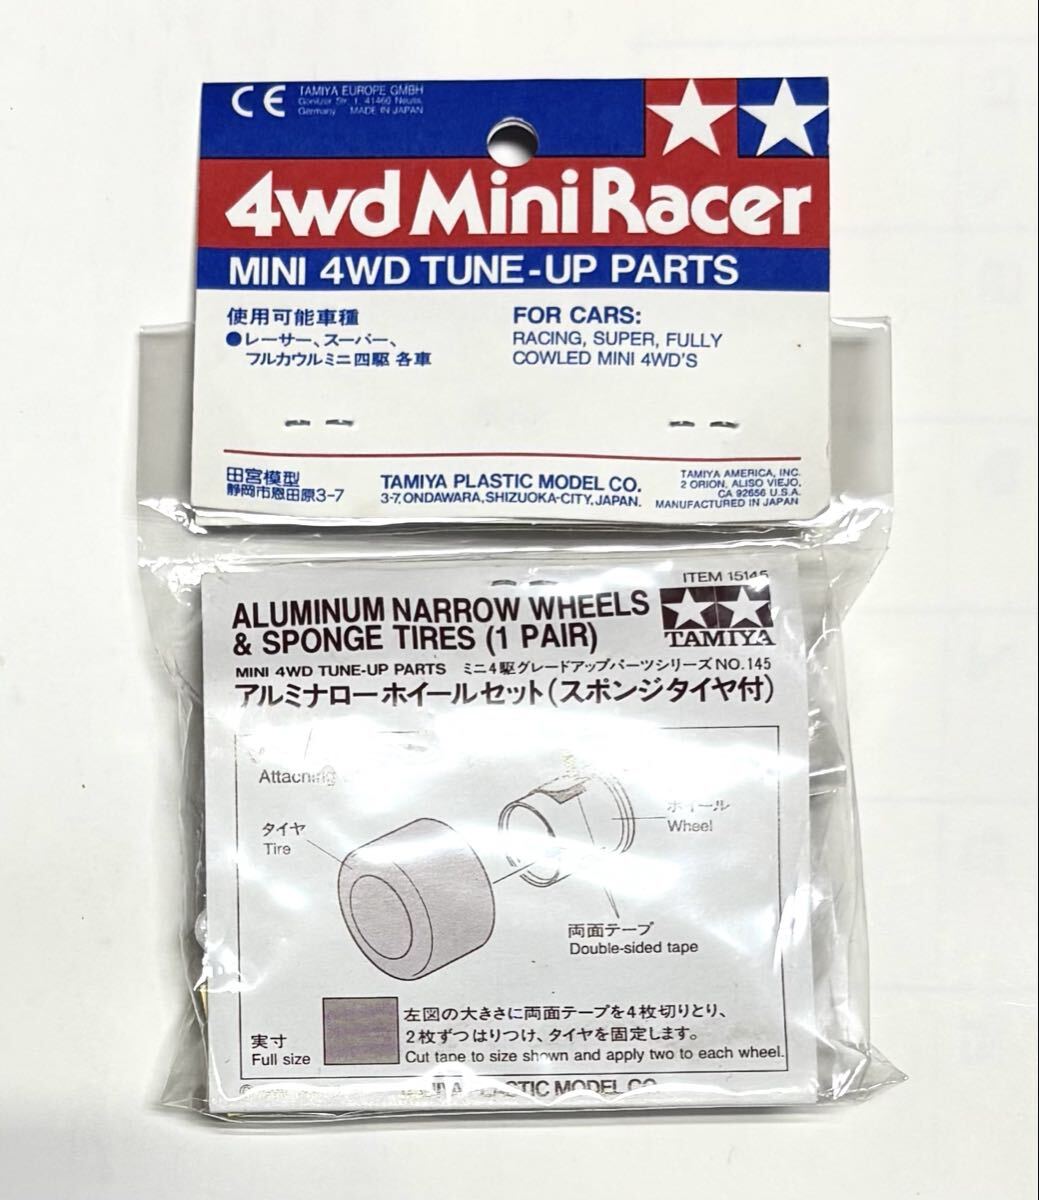 CE
TAMIYA EUROPE GMBH
Gonitzer Str. 1, 41460 Neuss,
Germany MADE IN JAPAN
4wd Mini Racer
MINI 4WD TUNE-UP PARTS
使用可能車種
●レーサー、スーパー、
フルカウルミニ四駆 各車
FOR CARS:
RACING, SUPER, FULLY
COWLED MINI 4WD'S
田宮模型
静岡市恩田原3-7
TAMIYA PLASTIC MODEL CO.
3-7, ONDAWARA, SHIZUOKA-CITY, JAPAN.
TAMIYA AMERICA, INC.
2 ORION, ALISO VIEJO,
CA 92656 U.S.A.
MANUFACTURED IN JAPAN
ITEM 15145
ALUMINUM NARROW WHEELS
& SPONGE TIRES (1 PAIR)
TAMIYA
MINI 4WD TUNE-UP PARTS ミニ4駆グレードアップパーツシリーズ NO.145
アルミナローホイールセット(スポンジタイヤ付)
Attaching
タイヤ
Tire
ホイール
Wheel
両面テープ
Double-sided tape
実寸
Full size
左図の大きさに両面テープを4枚切りとり、
2枚ずつはりつけ、タイヤを固定します。
Cut tape to size shown and apply two to each wheel.
PLASTIC MODEL CO.